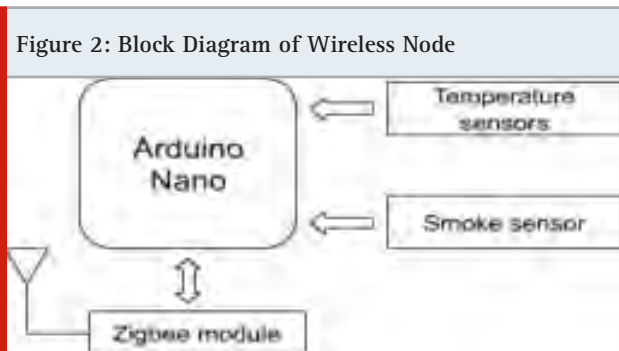 Figure 2: Block Diagram of Wireless Node
Temperature
sensors
Arduino
Nano
Smoke sensor
Zigbee module